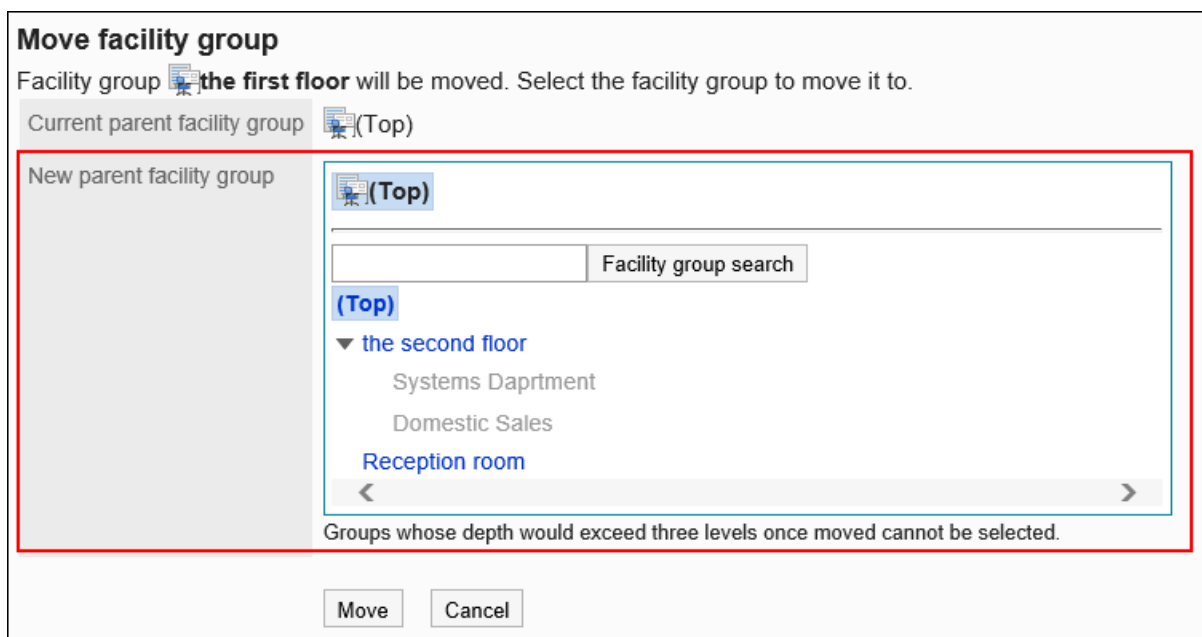 Move facility group
Facility group the first floor will be moved. Select the facility group to move it to.
Current parent facility group (Top)
New parent facility group
(Top)
Facility group search
(Top)
the second floor
Systems Daprtment
Domestic Sales
Reception room
Groups whose depth would exceed three levels once moved cannot be selected.
Move Cancel